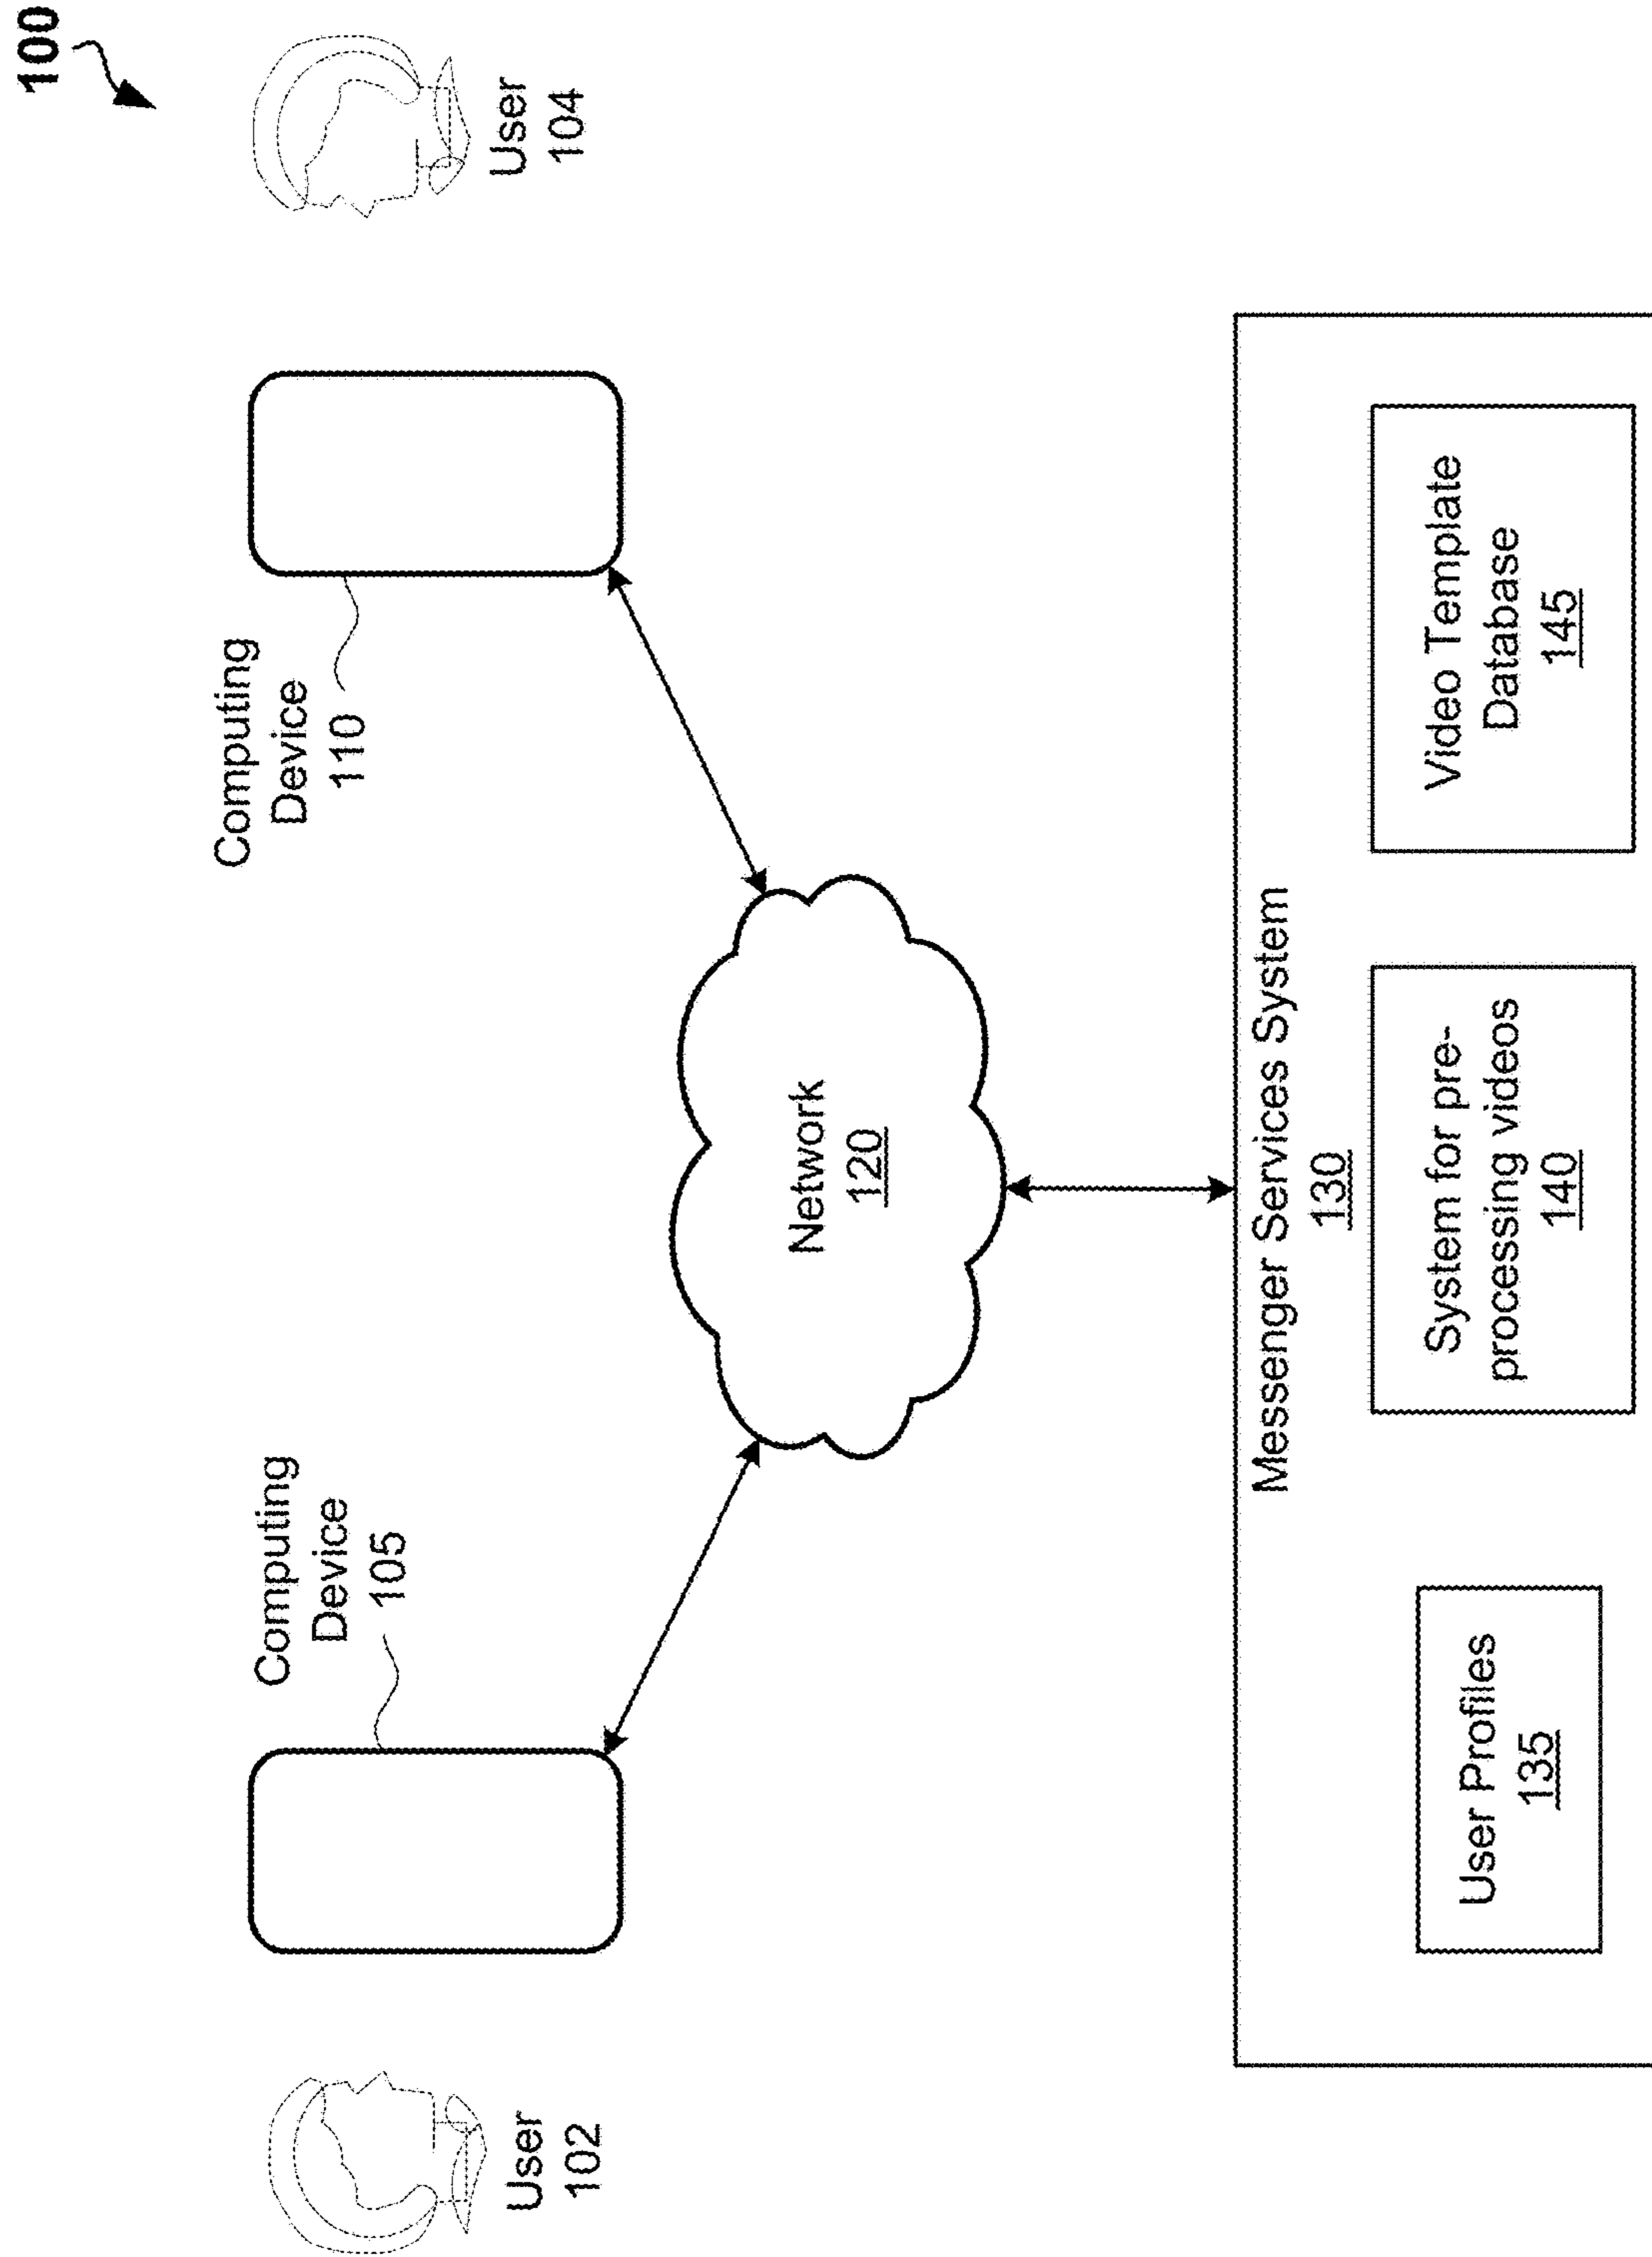 100
User
102
Computing
Device
105
Computing
Device
110
User
104
Network
120
Messenger Services System
130
User Profiles
135
System for pre-
processing videos
140
Video Template
Database
145